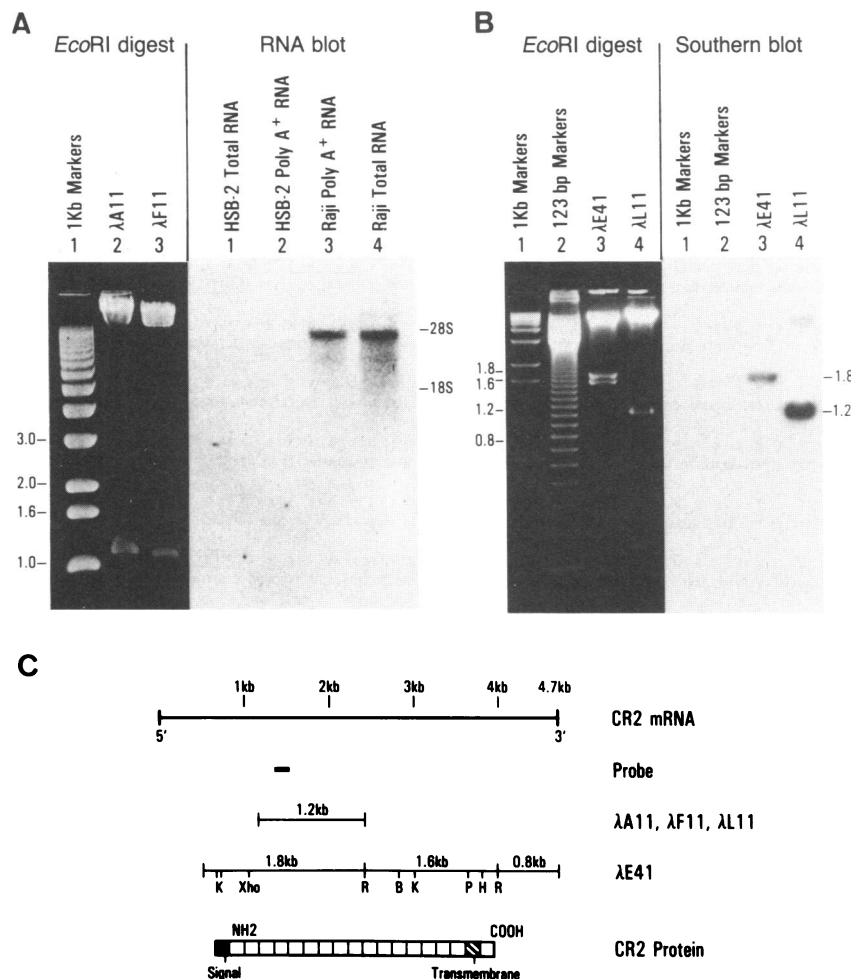 A
EcoRI digest
RNA blot
1Kb Markers
λA11
λF11
HSB-2 Total RNA
HSB-2 Poly A+ RNA
Raji Poly A+ RNA
Raji Total RNA
1 2 3
1 2 3 4
3.0–
2.0–
1.6–
1.0–
–28S
–18S
B
EcoRI digest
Southern blot
1Kb Markers
123 bp Markers
λE41
λL11
1Kb Markers
123 bp Markers
λE41
λL11
1 2 3 4
1 2 3 4
1.8–
1.6–
1.2–
0.8–
–1.8
–1.2
C
1kb 2kb 3kb 4kb 4.7kb
CR2 mRNA
5′ 3′
Probe
1.2kb
λA11, λF11, λL11
1.8kb 1.6kb 0.8kb
λE41
K Xho R B K P H R
NH2 COOH
CR2 Protein
Signal Transmembrane